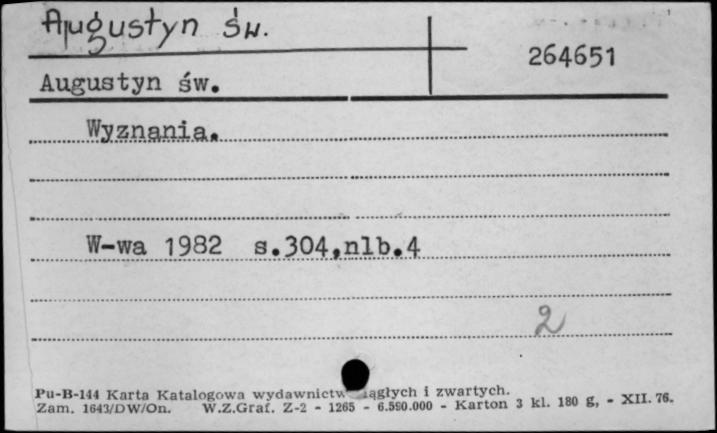 Augustyn św.
264651
Augustyn św.
Wyznania.
W-wa 1982 s.304,nlb.4
2
Pu-B-144 Karta Katalogowa wydawnictw iągłych i zwartych.
Zam. 1643/DW/On. W.Z.Graf. Z-2 - 1265 - 6.590.000 - Karton 3 kl. 180 g, - XII. 76.